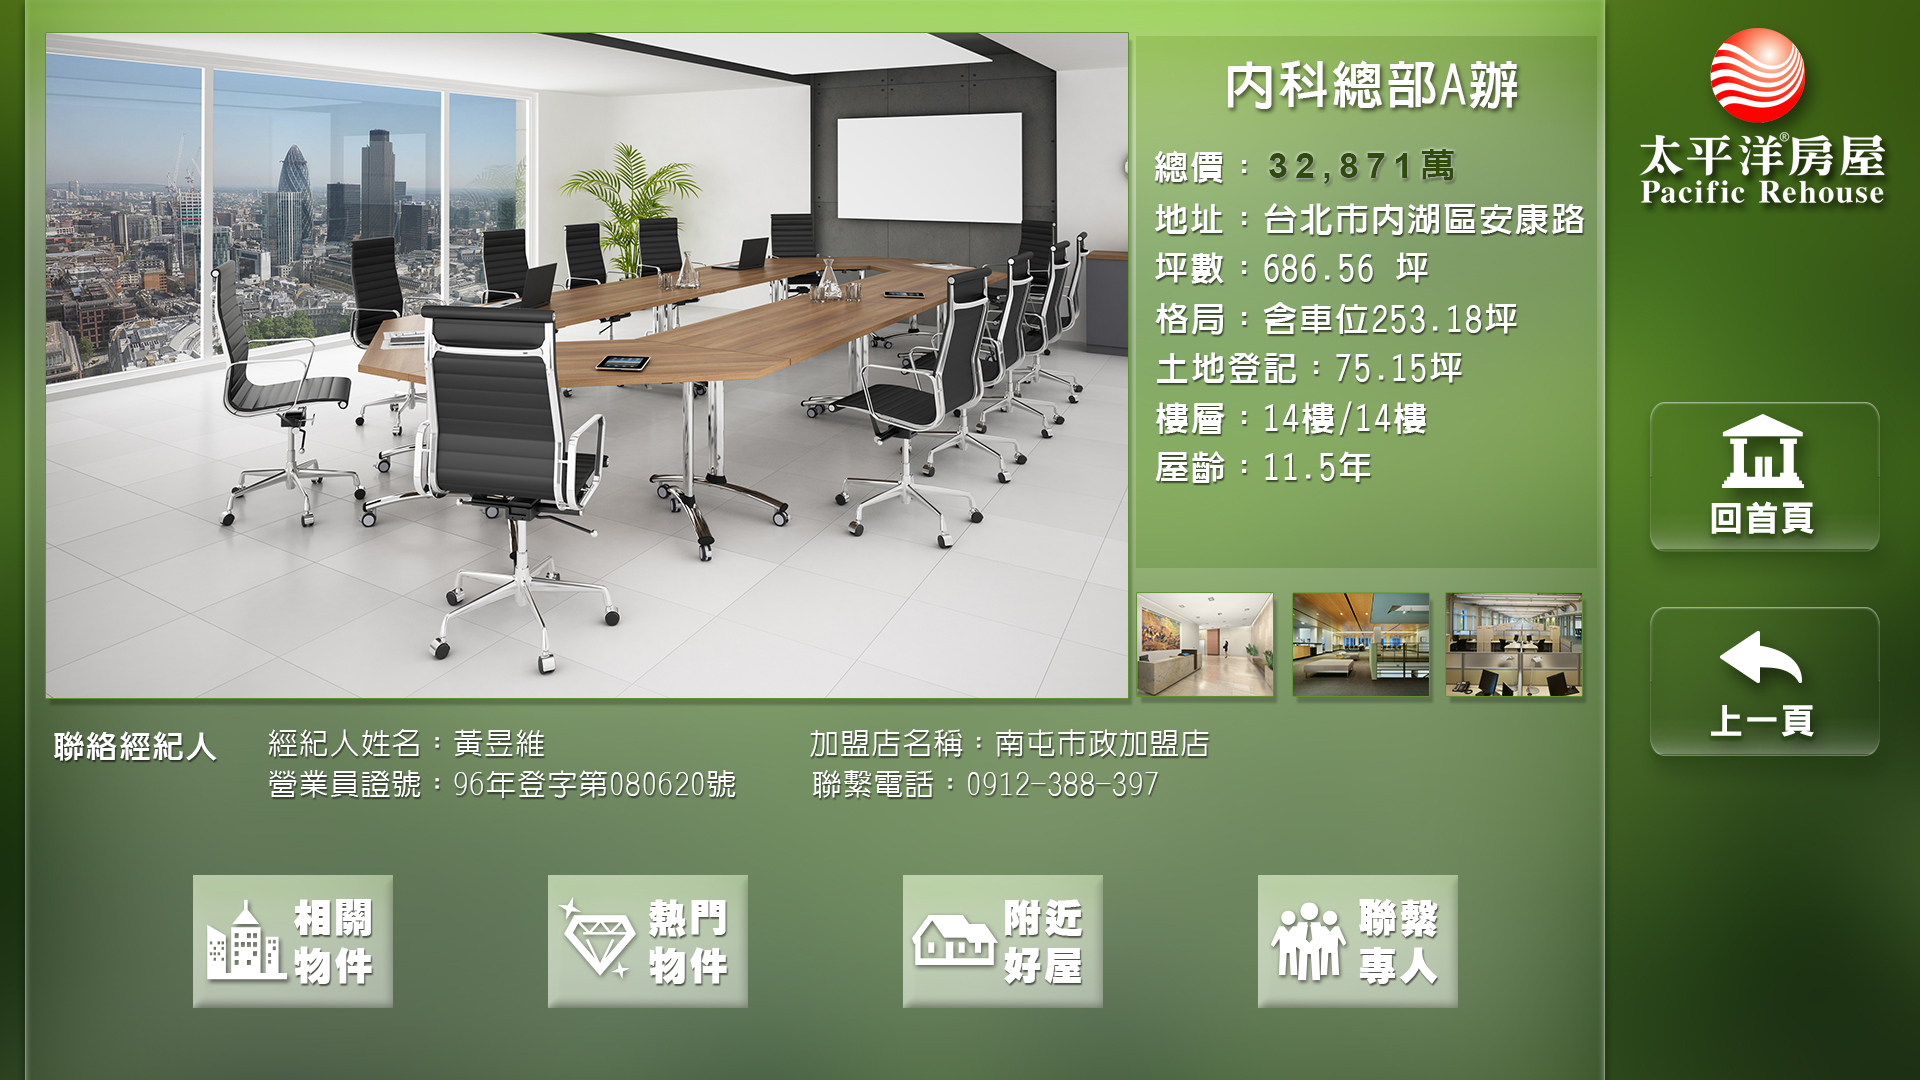 内科總部A辦
總價：32,871萬
地址：台北市内湖區安康路
坪數：686.56 坪
格局：含車位253.18坪
土地登記：75.15坪
樓層：14樓/14樓
屋齡：11.5年
太平洋房屋®
Pacific Rehouse
回首頁
上一頁
聯絡經紀人
經紀人姓名：黃昱維
加盟店名稱：南屯市政加盟店
營業員證號：96年登字第080620號
聯繫電話：0912-388-397
相關
物件
熱門
物件
附近
好屋
聯繫
專人